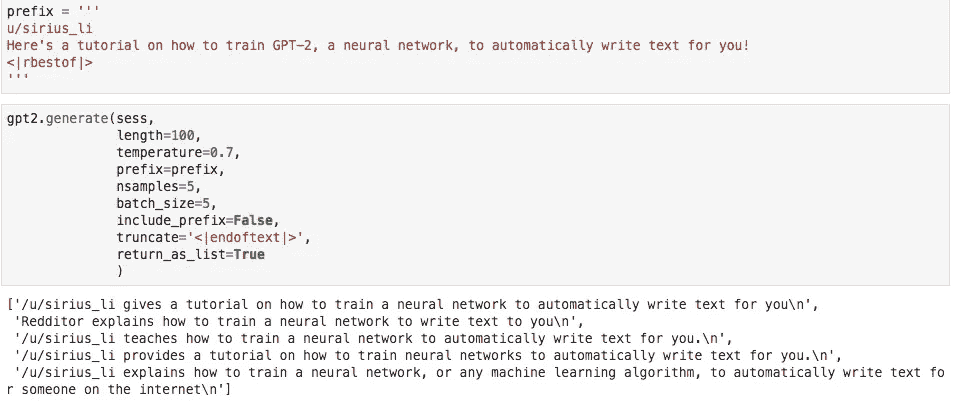 prefix = '''
u/sirius_li
Here's a tutorial on how to train GPT-2, a neural network, to automatically write text for you!
<|rbestof|>
'''
gpt2.generate(sess,
              length=100,
              temperature=0.7,
              prefix=prefix,
              nsamples=5,
              batch_size=5,
              include_prefix=False,
              truncate='<|endoftext|>',
              return_as_list=True
              )
['/u/sirius_li gives a tutorial on how to train a neural network to automatically write text for you\n',
 'Redditor explains how to train a neural network to write text to you\n',
 '/u/sirius_li teaches how to train a neural network to automatically write text for you.\n',
 '/u/sirius_li provides a tutorial on how to train neural networks to automatically write text for you.\n',
 '/u/sirius_li explains how to train a neural network, or any machine learning algorithm, to automatically write text fo
r someone on the internet\n']